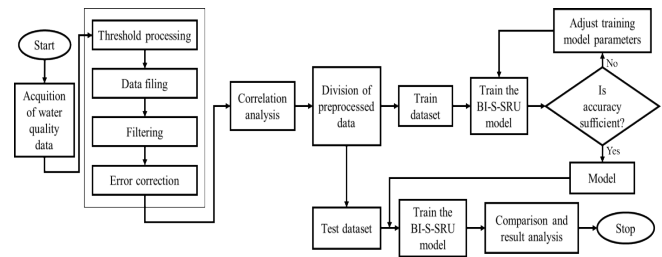 Start
Acquition
of water
quality
data
Threshold processing
Data filing
Filtering
Error correction
Correlation
analysis
Division of
preprocessed
data
Train
dataset
Train the
BI-S-SRU
model
Adjust training
model parameters
No
Is
accuracy
sufficient?
Yes
Model
Test dataset
Train the
BI-S-SRU
model
Comparison and
result analysis
Stop